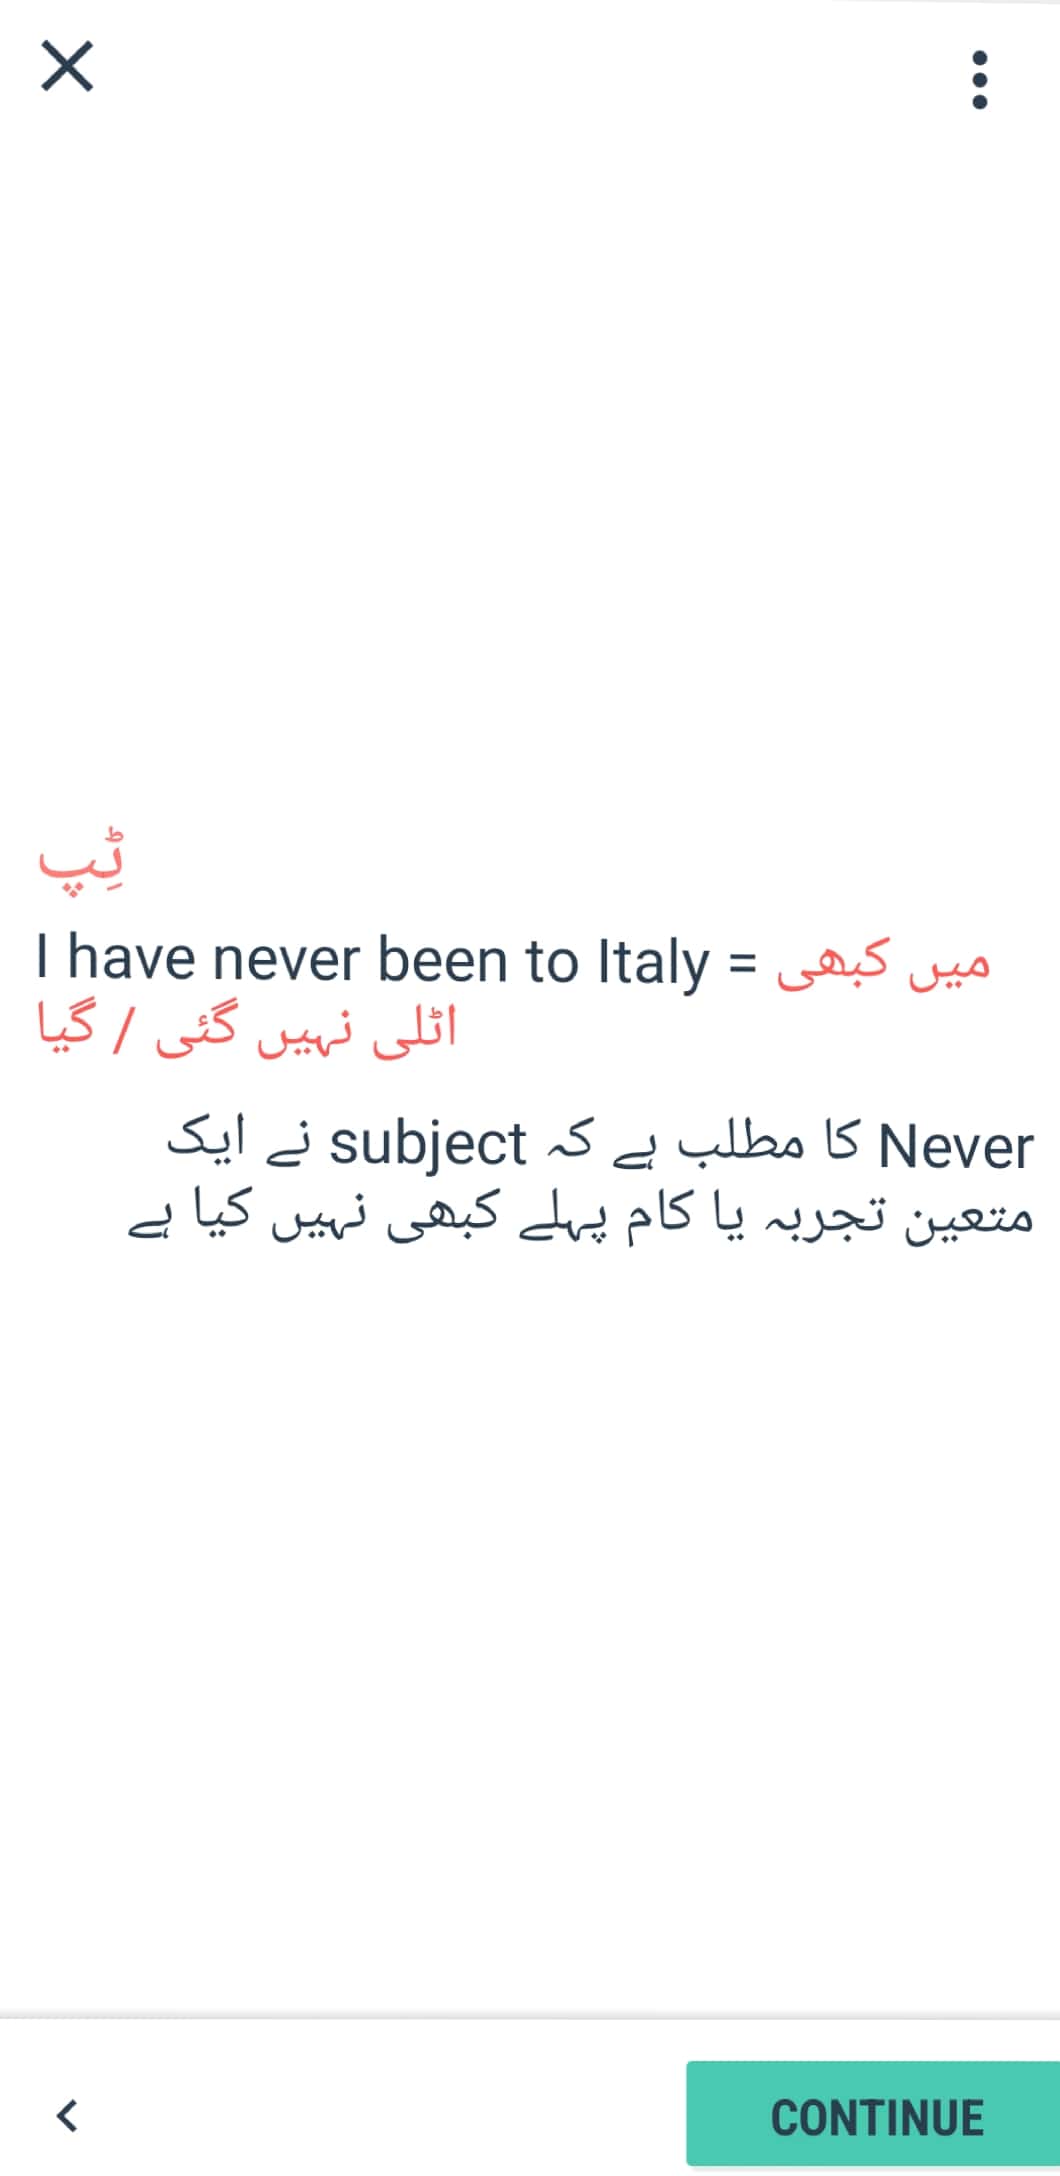 ٹِپ
I have never been to Italy = میں کبھی
اٹلی نہیں گئی / گیا
Never کا مطلب ہے کہ subject نے ایک
متعین تجربہ یا کام پہلے کبھی نہیں کیا ہے
CONTINUE